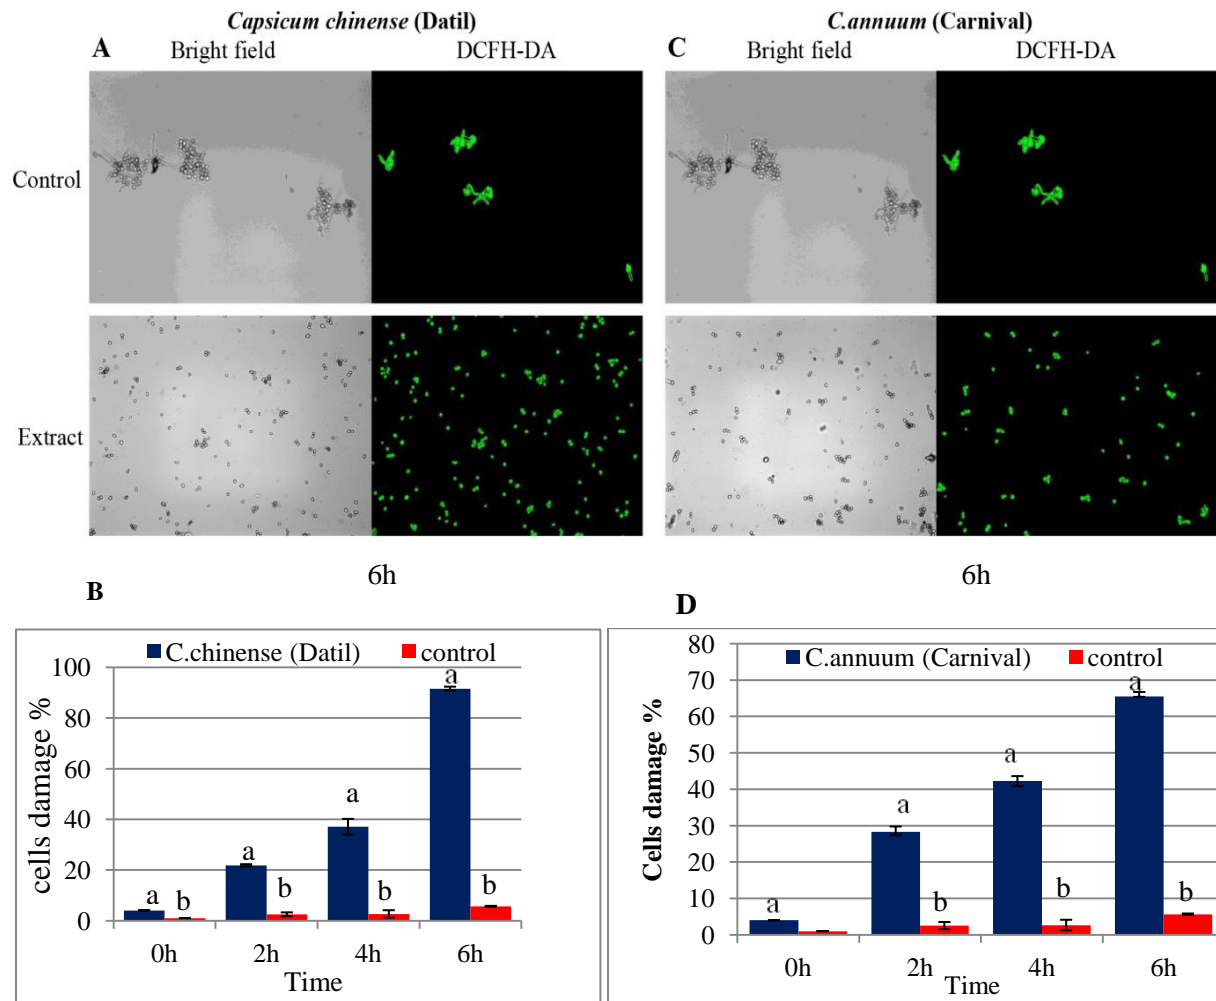 Capsicum chinense (Datil)
C.annuum (Carnival)
A
Bright field
DCFH-DA
C
Bright field
DCFH-DA
Control
Extract
6h
6h
B
C.chinense (Datil)
control
cells damage %
100
80
60
40
20
0
a
b
a
b
a
b
a
b
0h
2h
4h
6h
Time
D
C.annuum (Carnival)
control
Cells damage %
80
70
60
50
40
30
20
10
0
a
a
b
a
b
a
b
0h
2h
4h
6h
Time